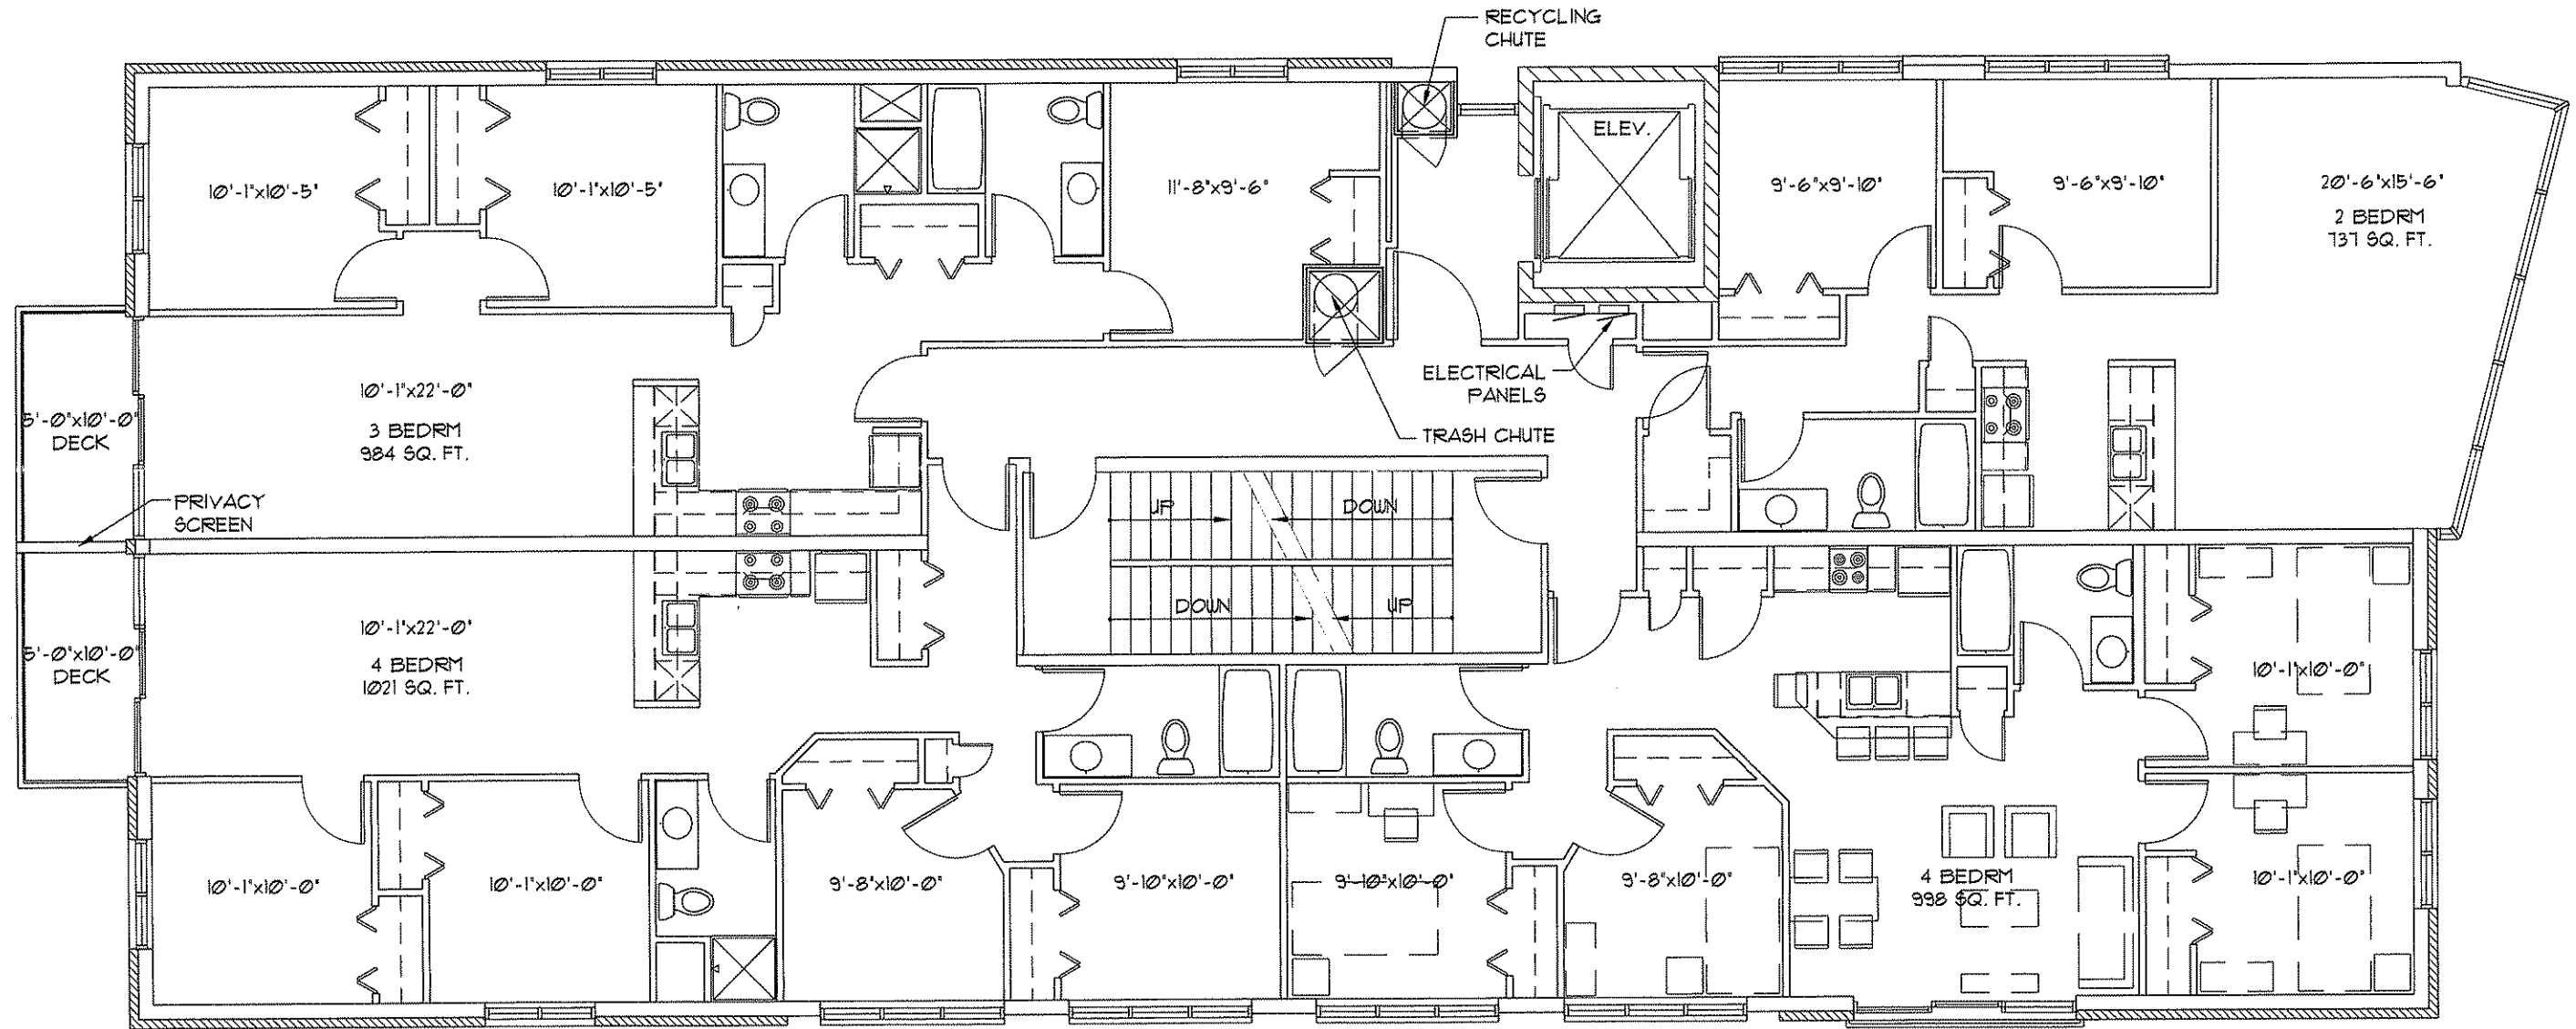 RECYCLING
CHUTE
ELEV.
10'-1"x10'-5"
10'-1"x10'-5"
11'-8"x9'-6"
9'-6"x9'-10"
9'-6"x9'-10"
20'-6"x15'-6"
2 BEDRM
737 SQ. FT.
ELECTRICAL
PANELS
TRASH CHUTE
10'-1"x22'-0"
3 BEDRM
984 SQ. FT.
5'-0"x10'-0"
DECK
PRIVACY
SCREEN
UP
DOWN
DOWN
UP
10'-1"x22'-0"
4 BEDRM
1021 SQ. FT.
5'-0"x10'-0"
DECK
10'-1"x10'-0"
10'-1"x10'-0"
10'-1"x10'-0"
9'-8"x10'-0"
9'-10"x10'-0"
9'-10"x10'-0"
9'-8"x10'-0"
4 BEDRM
998 SQ. FT.
10'-1"x10'-0"